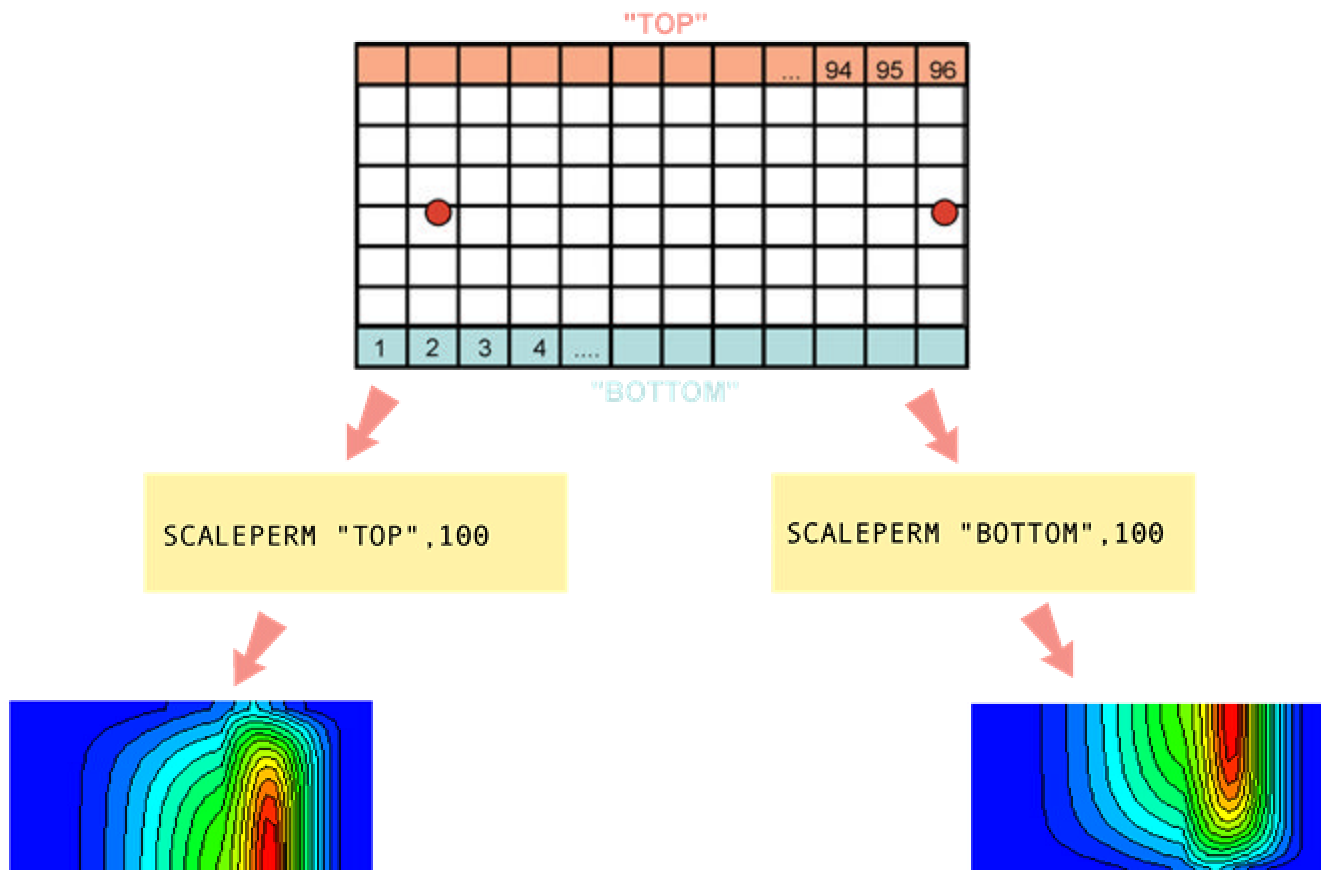 "TOP"
... 94 95 96
1 2 3 4 ....
"BOTTOM"
SCALEPERM "TOP",100
SCALEPERM "BOTTOM",100